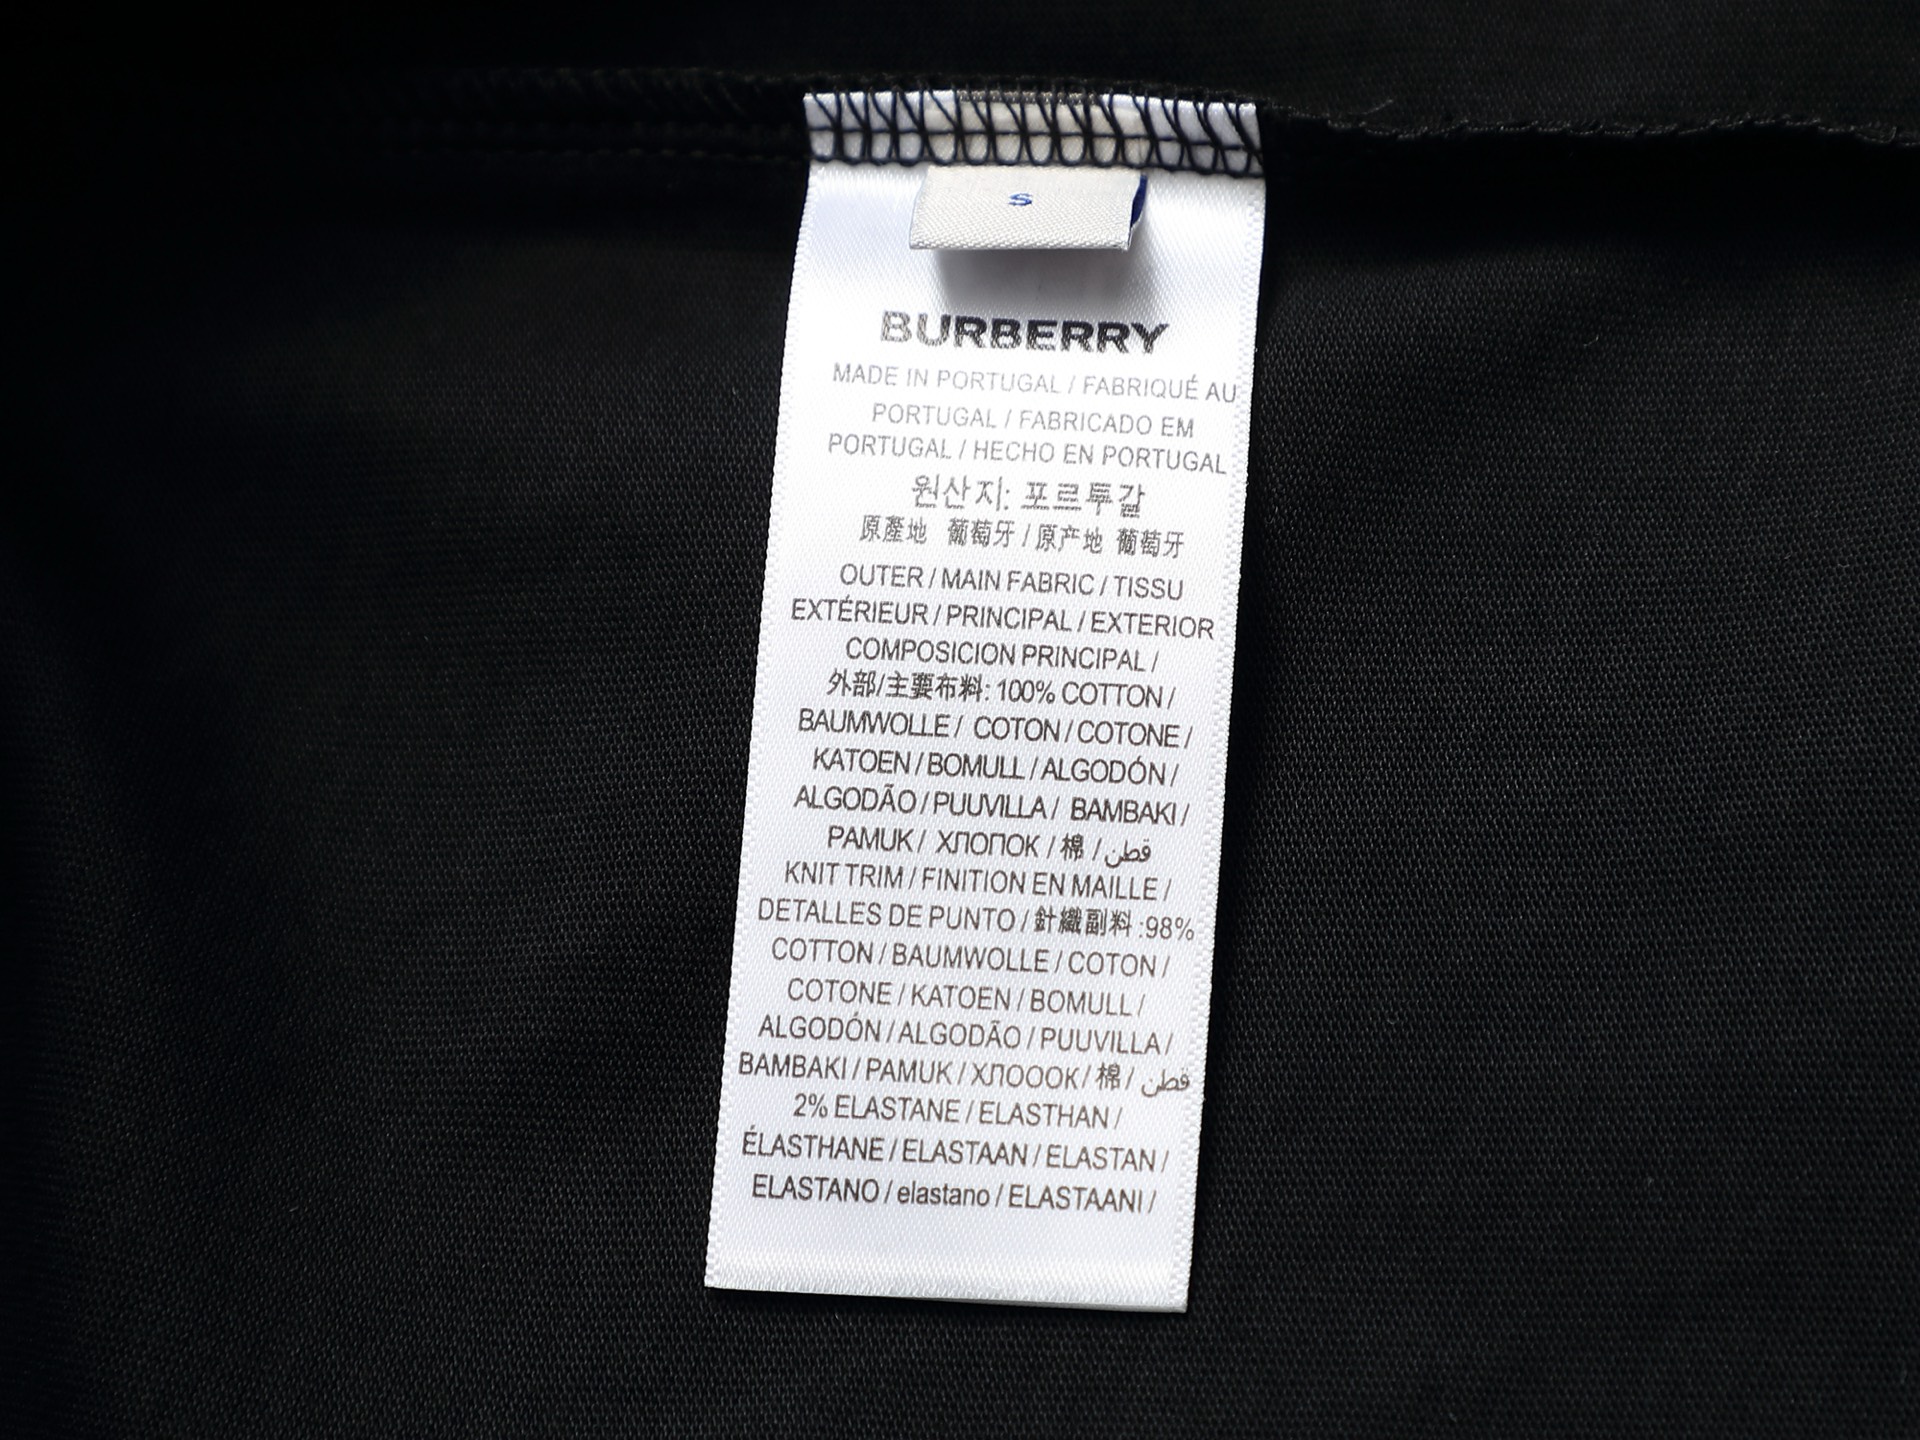 S
BURBERRY
MADE IN PORTUGAL / FABRIQUÉ AU
PORTUGAL / FABRICADO EM
PORTUGAL / HECHO EN PORTUGAL
원산지: 포르투갈
原產地 葡萄牙 / 原产地 葡萄牙
OUTER / MAIN FABRIC / TISSU
EXTÉRIEUR / PRINCIPAL / EXTERIOR
COMPOSICION PRINCIPAL /
外部/主要布料: 100% COTTON /
BAUMWOLLE / COTON / COTONE /
KATOEN / BOMULL / ALGODÓN /
ALGODÃO / PUUVILLA / BAMBAKI /
PAMUK / ХЛОПОК / 棉 / قطن
KNIT TRIM / FINITION EN MAILLE /
DETALLES DE PUNTO / 針織副料 :98%
COTTON / BAUMWOLLE / COTON /
COTONE / KATOEN / BOMULL /
ALGODÓN / ALGODÃO / PUUVILLA /
BAMBAKI / PAMUK / ХЛОООК / 棉 / قطن
2% ELASTANE / ELASTHAN /
ÉLASTHANE / ELASTAAN / ELASTAN /
ELASTANO / elastano / ELASTAANI /